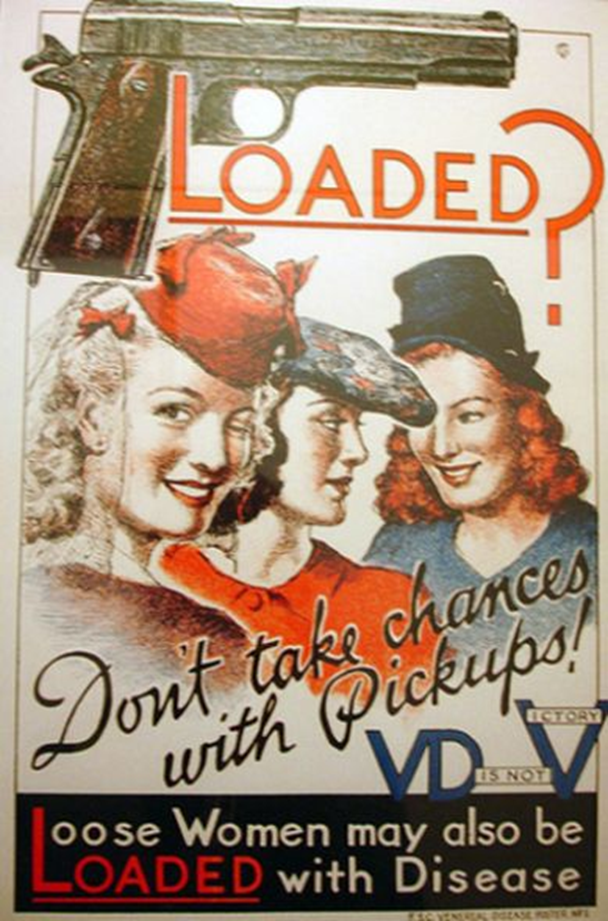 LOADED?
Don't take chances
with Pickups!
VD IS NOT VICTORY
Loose Women may also be
LOADED with Disease